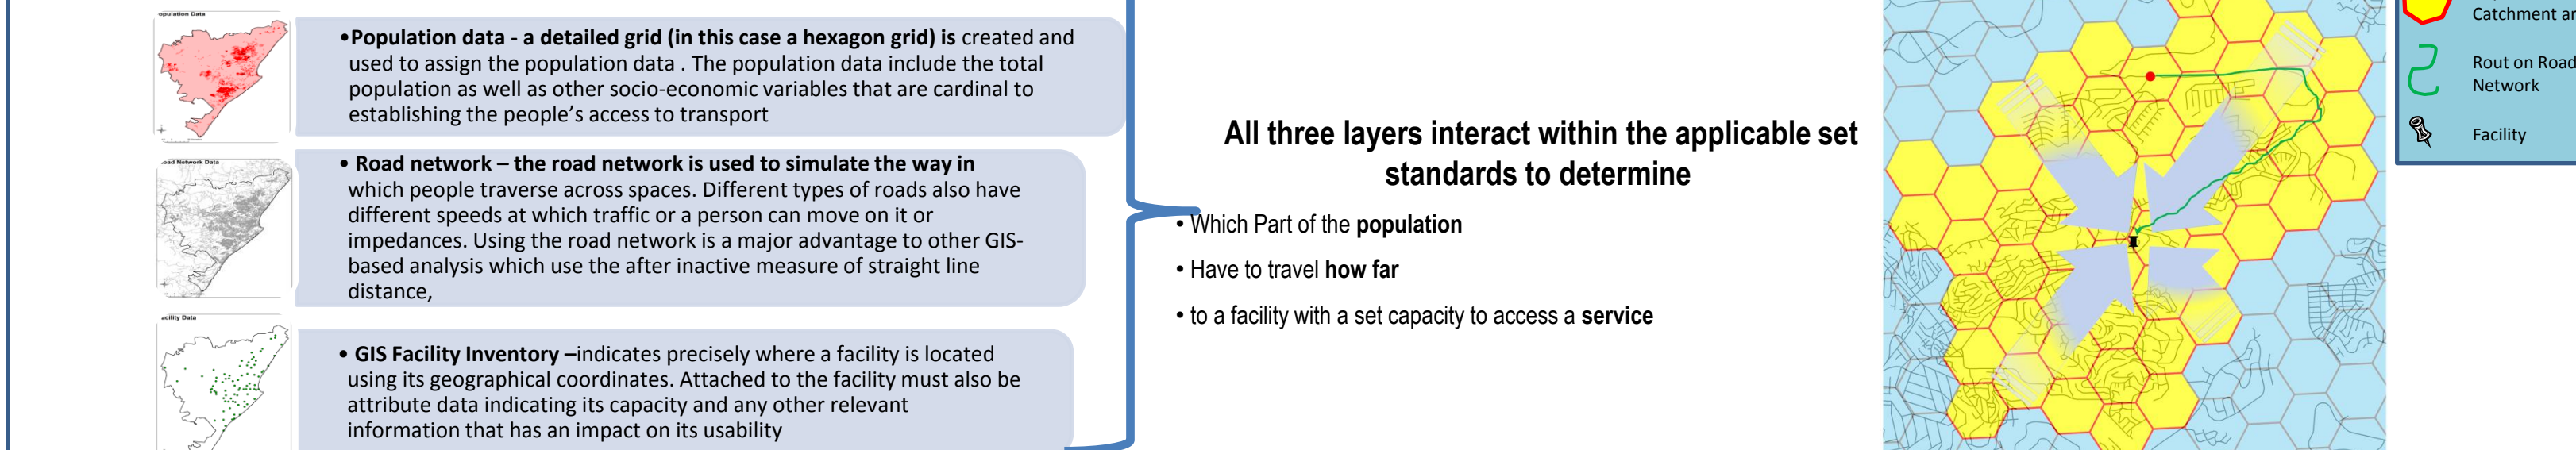 opulation Data
•Population data - a detailed grid (in this case a hexagon grid) is created and
used to assign the population data . The population data include the total
population as well as other socio-economic variables that are cardinal to
establishing the people’s access to transport
oad Network Data
• Road network – the road network is used to simulate the way in
which people traverse across spaces. Different types of roads also have
different speeds at which traffic or a person can move on it or
impedances. Using the road network is a major advantage to other GIS-
based analysis which use the after inactive measure of straight line
distance,
acility Data
• GIS Facility Inventory –indicates precisely where a facility is located
using its geographical coordinates. Attached to the facility must also be
attribute data indicating its capacity and any other relevant
information that has an impact on its usability
All three layers interact within the applicable set
standards to determine
• Which Part of the population
• Have to travel how far
• to a facility with a set capacity to access a service
Catchment ar
Rout on Road
Network
Facility